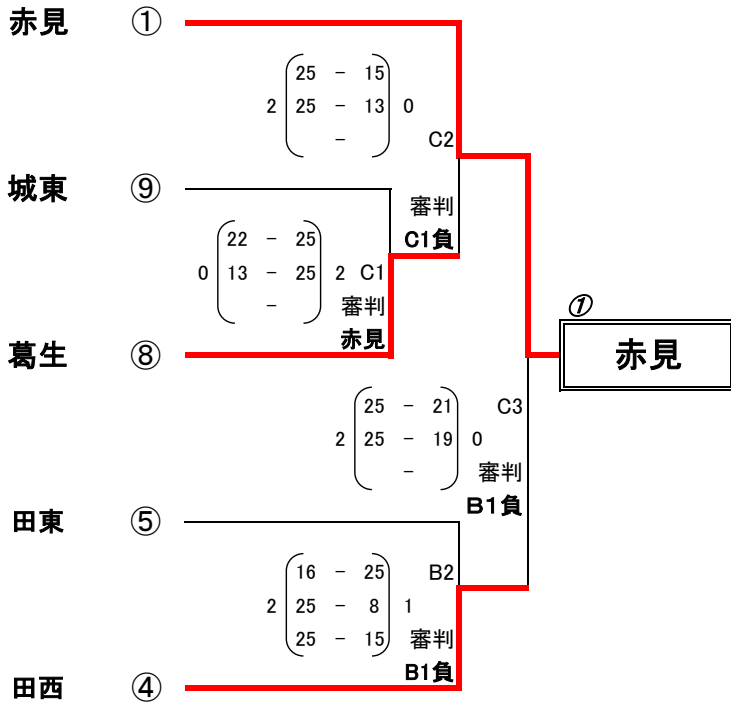 赤見 ①
25 - 15
2 25 - 13 0
- C2
城東 ⑨
審判
C1負
22 - 25
0 13 - 25 2 C1
- 審判
赤見
①
赤見
葛生 ⑧
25 - 21 C3
2 25 - 19 0
- 審判
B1負
田東 ⑤
16 - 25 B2
2 25 - 8 1
25 - 15 審判
B1負
田西 ④